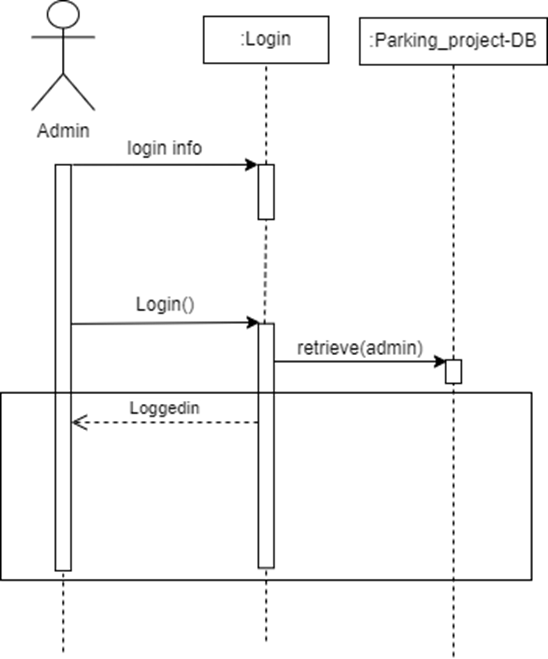 :Login
:Parking_project-DB
Admin
login info
Login()
retrieve(admin)
Loggedin